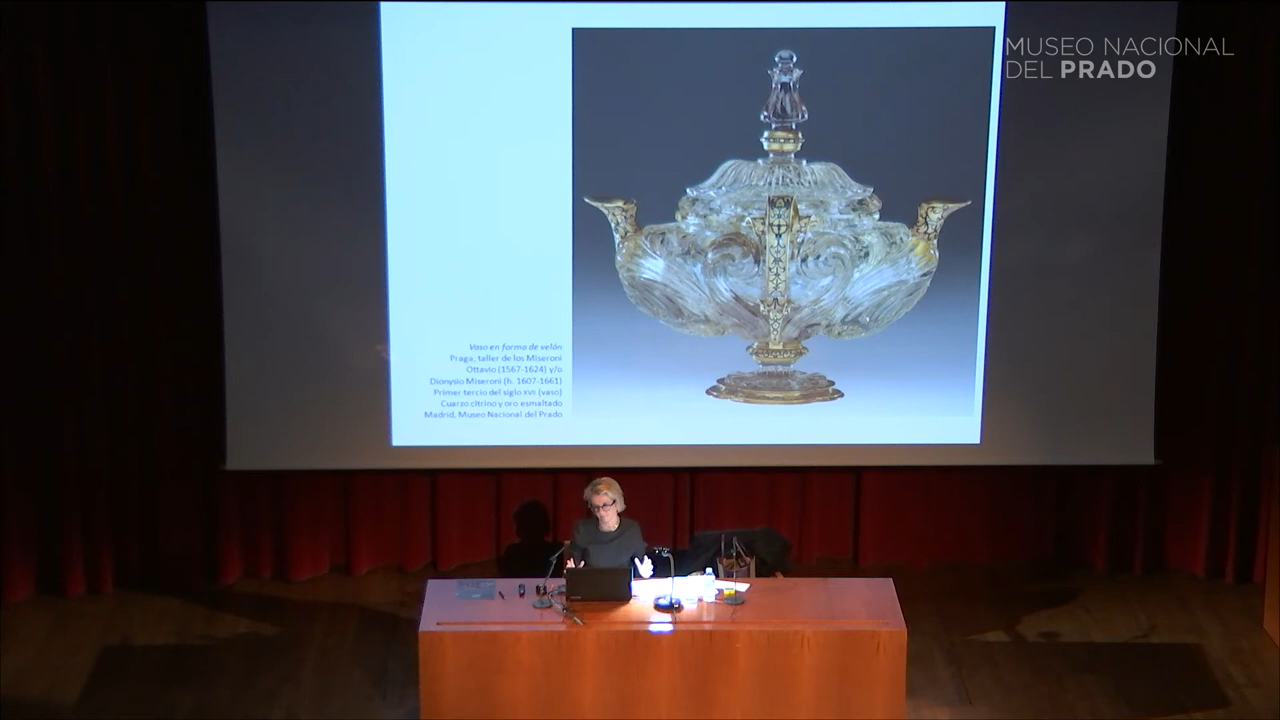 MUSEO NACIONAL
DEL PRADO
Vaso en forma de velón
Praga, taller de los Miseroni
Ottavio (1567-1624) y/o
Dionysio Miseroni (h. 1607-1661)
Primer tercio del siglo XVII (vaso)
Cuarzo citrino y oro esmaltado
Madrid, Museo Nacional del Prado